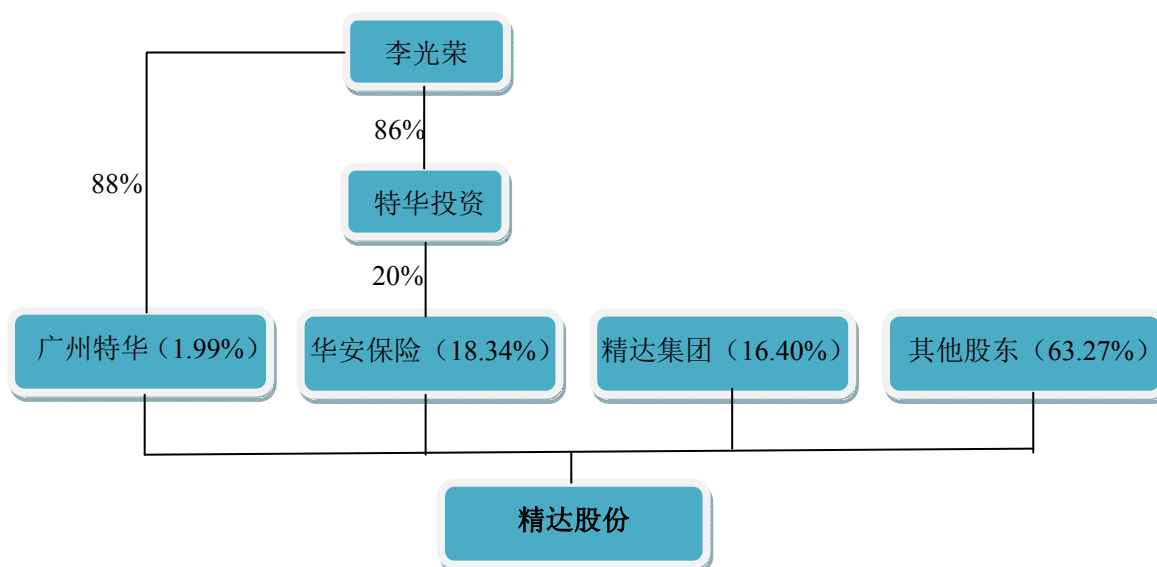 李光荣
86%
88%
特华投资
20%
广州特华（1.99%）
华安保险（18.34%）
精达集团（16.40%）
其他股东（63.27%）
精达股份